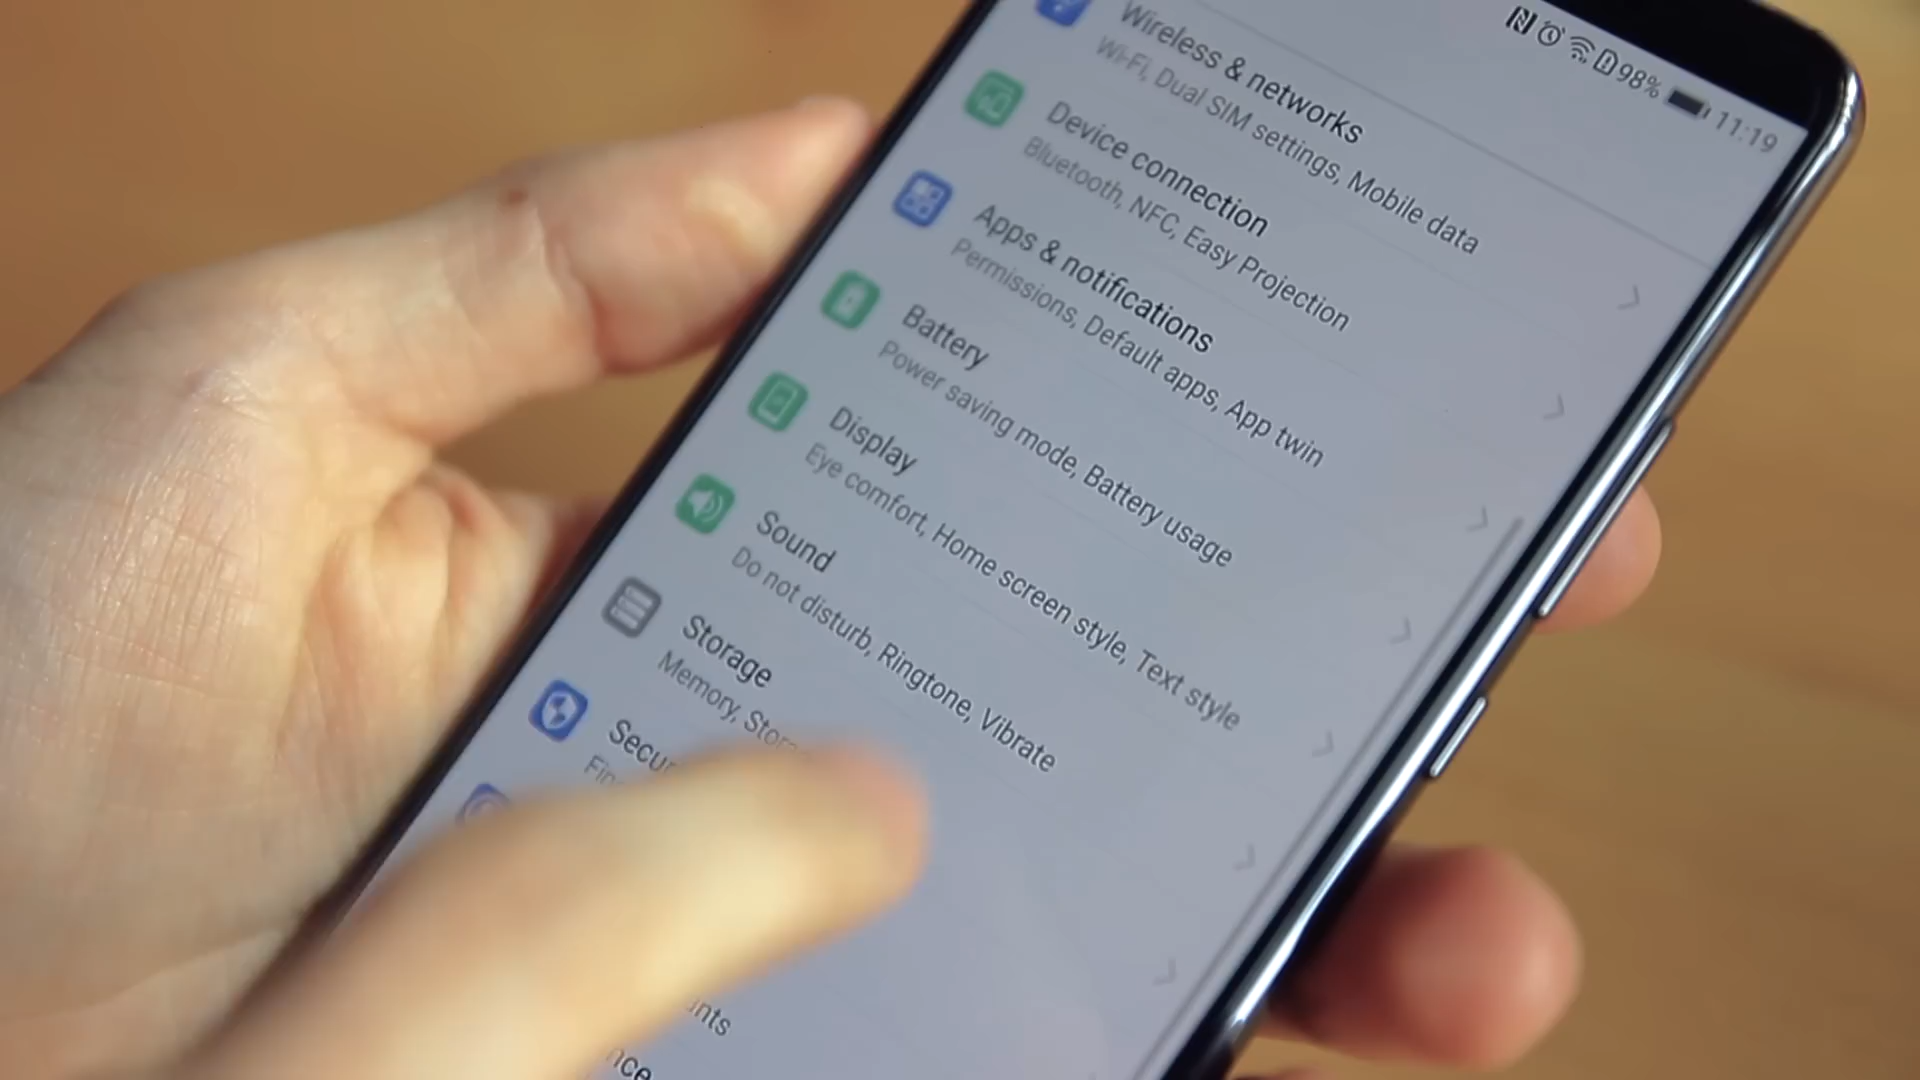 98% 11:19
Wireless & networks
Wi-Fi, Dual SIM settings, Mobile data
Device connection
Bluetooth, NFC, Easy Projection
Apps & notifications
Permissions, Default apps, App twin
Battery
Power saving mode, Battery usage
Display
Eye comfort, Home screen style, Text style
Sound
Do not disturb, Ringtone, Vibrate
Storage
Memory,